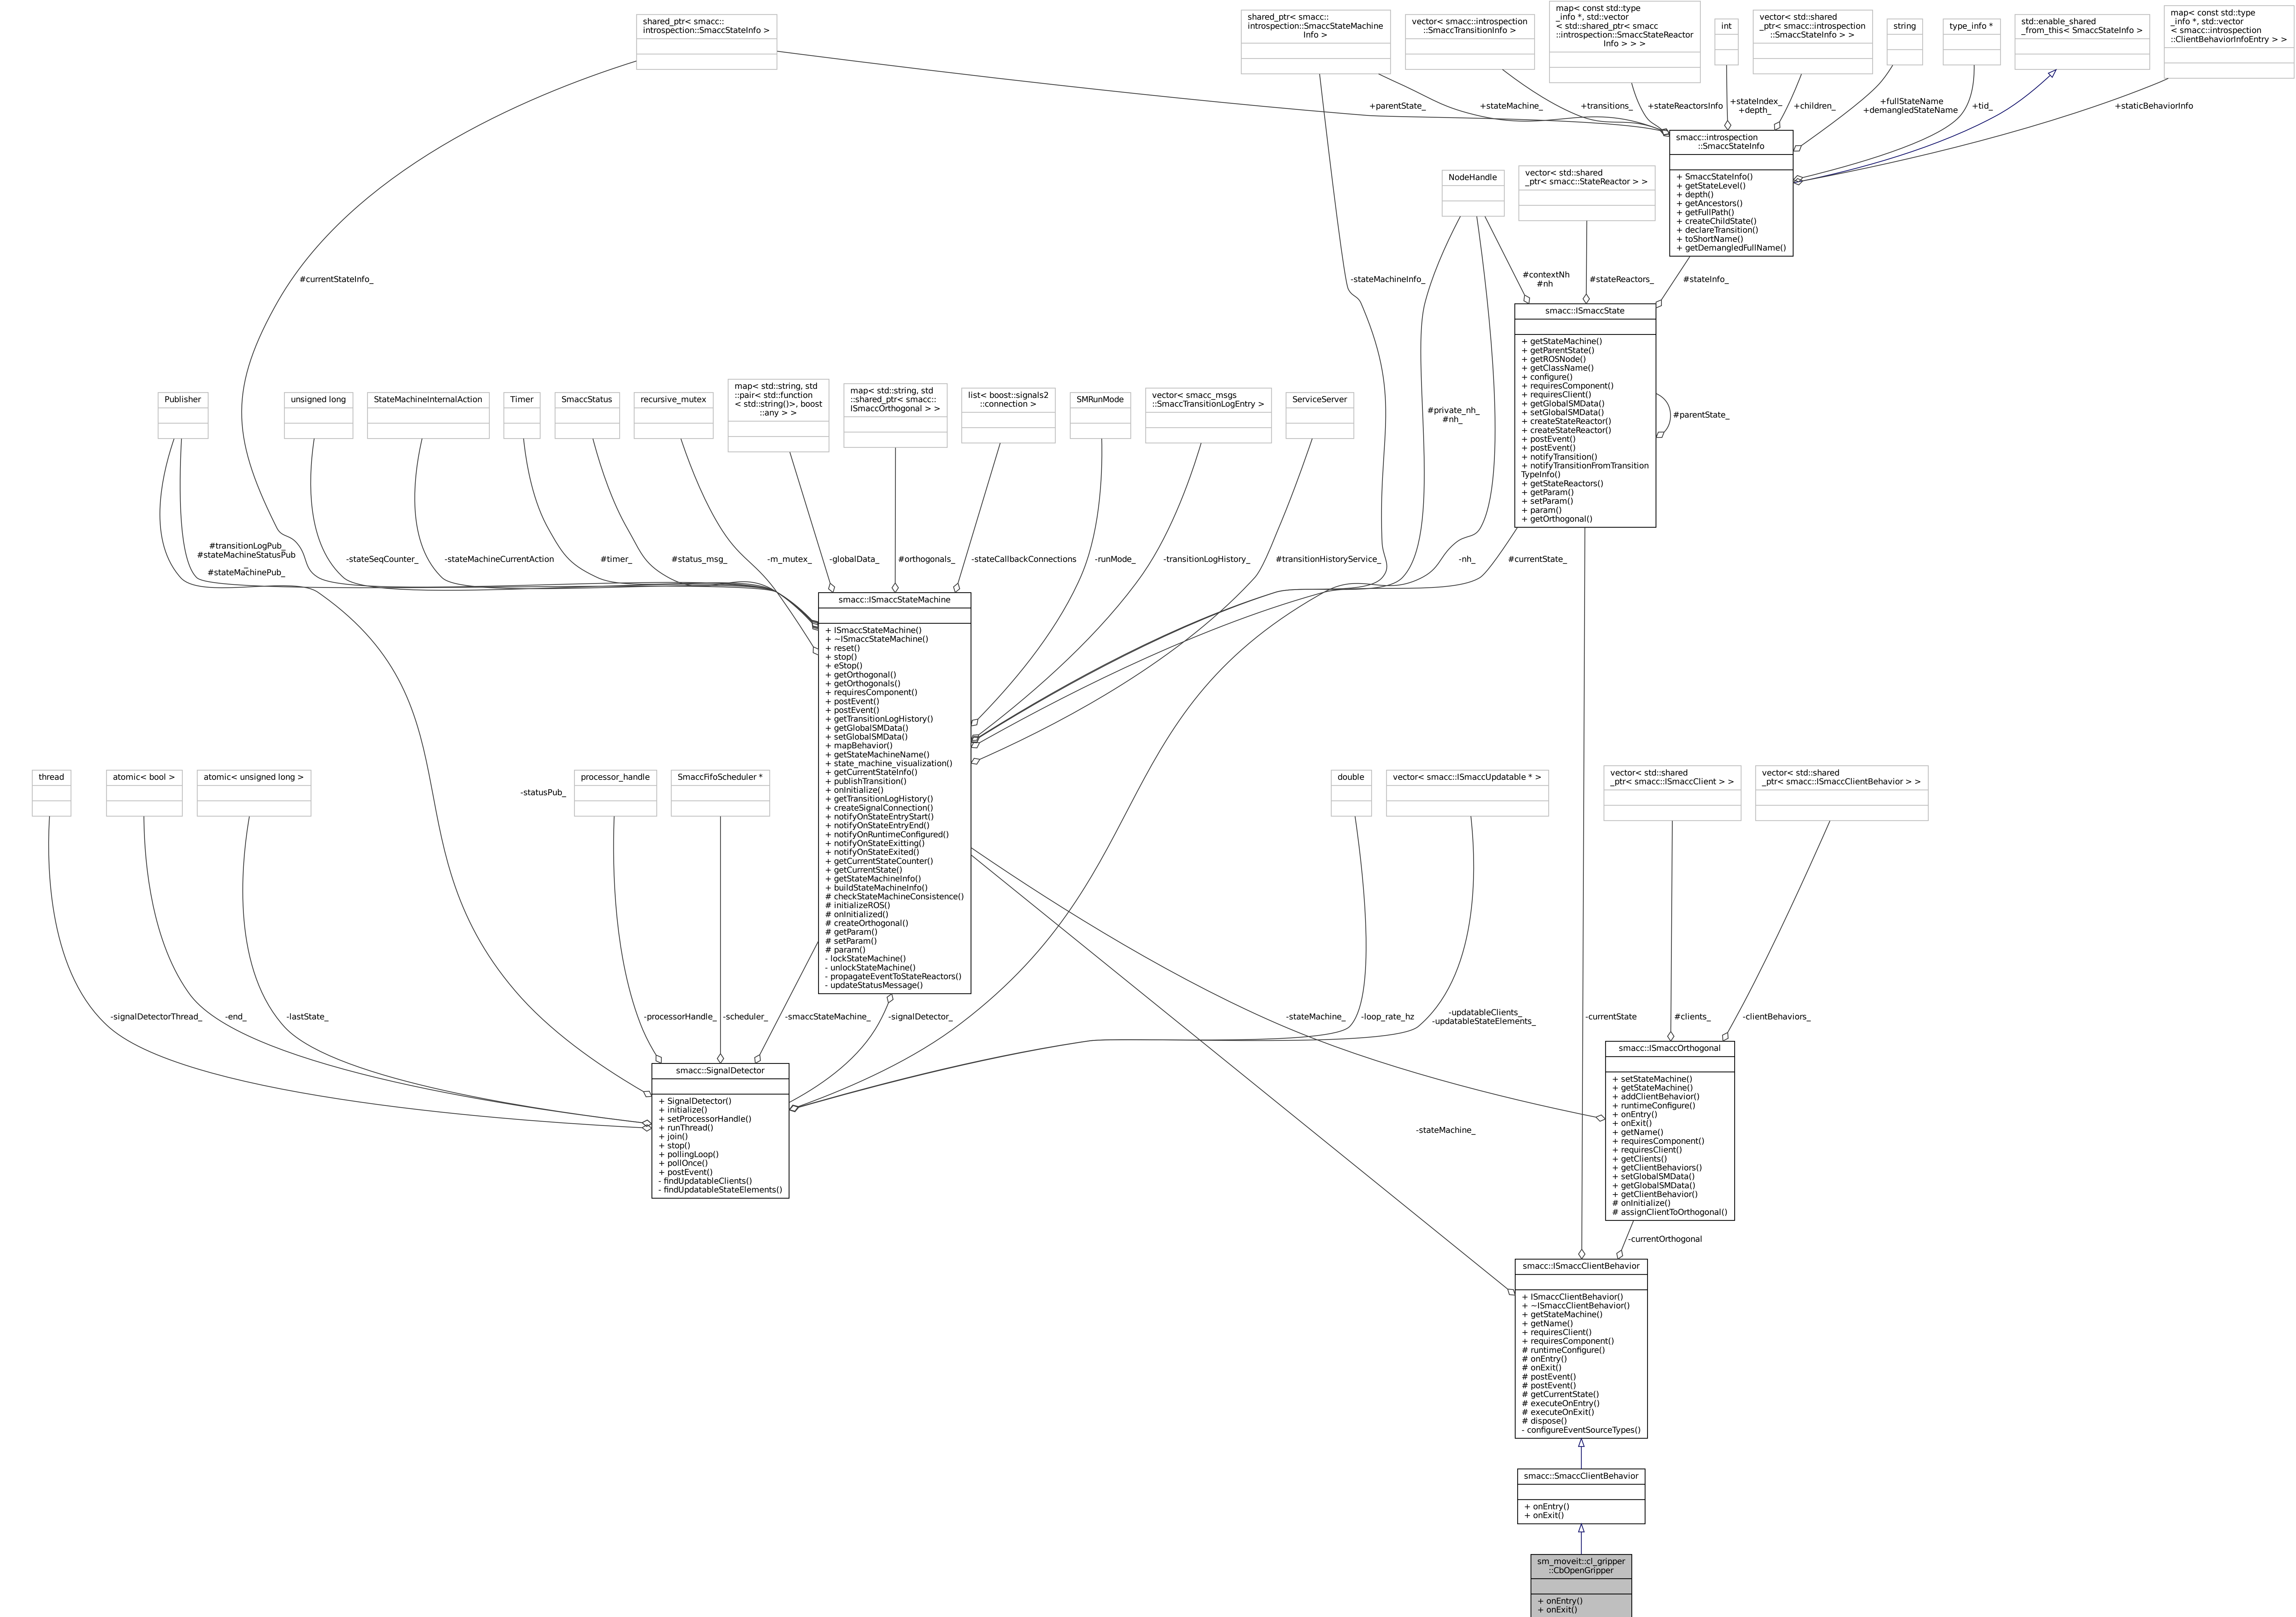 shared_ptr< smacc::
introspection::SmaccStateInfo >
shared_ptr< smacc::
introspection::SmaccStateMachine
Info >
vector< smacc::introspection
::SmaccTransitionInfo >
map< const std::type
_info *, std::vector
< std::shared_ptr< smacc
::introspection::SmaccStateReactor
Info > > >
int
vector< std::shared
_ptr< smacc::introspection
::SmaccStateInfo > >
string
type_info *
std::enable_shared
_from_this< SmaccStateInfo >
map< const std::type
_info *, std::vector
< smacc::introspection
::ClientBehaviorInfoEntry > >
+parentState_
+stateMachine_
+transitions_
+stateReactorsInfo
+stateIndex_
+depth_
+children_
+fullStateName
+demangledStateName
+tid_
+staticBehaviorInfo
smacc::introspection
::SmaccStateInfo
+ SmaccStateInfo()
+ getStateLevel()
+ depth()
+ getAncestors()
+ getFullPath()
+ createChildState()
+ declareTransition()
+ toShortName()
+ getDemangledFullName()
NodeHandle
vector< std::shared
_ptr< smacc::StateReactor > >
#currentStateInfo_
-stateMachineInfo_
#contextNh
#nh
#stateReactors_
#stateInfo_
smacc::ISmaccState
+ getStateMachine()
+ getParentState()
+ getROSNode()
+ getClassName()
+ configure()
+ requiresComponent()
+ requiresClient()
+ getGlobalSMData()
+ setGlobalSMData()
+ createStateReactor()
+ createStateReactor()
+ postEvent()
+ postEvent()
+ notifyTransition()
+ notifyTransitionFromTransition
TypeInfo()
+ getStateReactors()
+ getParam()
+ setParam()
+ param()
+ getOrthogonal()
#parentState_
#private_nh_
#nh_
Publisher
unsigned long
StateMachineInternalAction
Timer
SmaccStatus
recursive_mutex
map< std::string, std
::pair< std::function
< std::string()>, boost
::any > >
map< std::string, std
::shared_ptr< smacc::
ISmaccOrthogonal > >
list< boost::signals2
::connection >
SMRunMode
vector< smacc_msgs
::SmaccTransitionLogEntry >
ServiceServer
#transitionLogPub_
#stateMachineStatusPub
_
#stateMachinePub_
-stateSeqCounter_
-stateMachineCurrentAction
#timer_
#status_msg_
-m_mutex_
-globalData_
#orthogonals_
-stateCallbackConnections
-runMode_
-transitionLogHistory_
#transitionHistoryService_
-nh_
#currentState_
smacc::ISmaccStateMachine
+ ISmaccStateMachine()
+ ~ISmaccStateMachine()
+ reset()
+ stop()
+ eStop()
+ getOrthogonal()
+ getOrthogonals()
+ requiresComponent()
+ postEvent()
+ postEvent()
+ getTransitionLogHistory()
+ getGlobalSMData()
+ setGlobalSMData()
+ mapBehavior()
+ getStateMachineName()
+ state_machine_visualization()
+ getCurrentStateInfo()
+ publishTransition()
+ onInitialize()
+ getTransitionLogHistory()
+ createSignalConnection()
+ notifyOnStateEntryStart()
+ notifyOnStateEntryEnd()
+ notifyOnRuntimeConfigured()
+ notifyOnStateExitting()
+ notifyOnStateExited()
+ getCurrentStateCounter()
+ getCurrentState()
+ getStateMachineInfo()
+ buildStateMachineInfo()
# checkStateMachineConsistence()
# initializeROS()
# onInitialized()
# createOrthogonal()
# getParam()
# setParam()
# param()
- lockStateMachine()
- unlockStateMachine()
- propagateEventToStateReactors()
- updateStatusMessage()
thread
atomic< bool >
atomic< unsigned long >
-statusPub_
processor_handle
SmaccFifoScheduler *
double
vector< smacc::ISmaccUpdatable * >
vector< std::shared
_ptr< smacc::ISmaccClient > >
vector< std::shared
_ptr< smacc::ISmaccClientBehavior > >
-signalDetectorThread_
-end_
-lastState_
-processorHandle_
-scheduler_
-smaccStateMachine_
-signalDetector_
-stateMachine_
-loop_rate_hz
-updatableClients_
-updatableStateElements_
-currentState
#clients_
-clientBehaviors_
smacc::SignalDetector
+ SignalDetector()
+ initialize()
+ setProcessorHandle()
+ runThread()
+ join()
+ stop()
+ pollingLoop()
+ pollOnce()
+ postEvent()
- findUpdatableClients()
- findUpdatableStateElements()
smacc::ISmaccOrthogonal
+ setStateMachine()
+ getStateMachine()
+ addClientBehavior()
+ runtimeConfigure()
+ onEntry()
+ onExit()
+ getName()
+ requiresComponent()
+ requiresClient()
+ getClients()
+ getClientBehaviors()
+ setGlobalSMData()
+ getGlobalSMData()
+ getClientBehavior()
# onInitialize()
# assignClientToOrthogonal()
-stateMachine_
-currentOrthogonal
smacc::ISmaccClientBehavior
+ ISmaccClientBehavior()
+ ~ISmaccClientBehavior()
+ getStateMachine()
+ getName()
+ requiresClient()
+ requiresComponent()
# runtimeConfigure()
# onEntry()
# onExit()
# postEvent()
# postEvent()
# getCurrentState()
# executeOnEntry()
# executeOnExit()
# dispose()
- configureEventSourceTypes()
smacc::SmaccClientBehavior
+ onEntry()
+ onExit()
sm_moveit::cl_gripper
::CbOpenGripper
+ onEntry()
+ onExit()